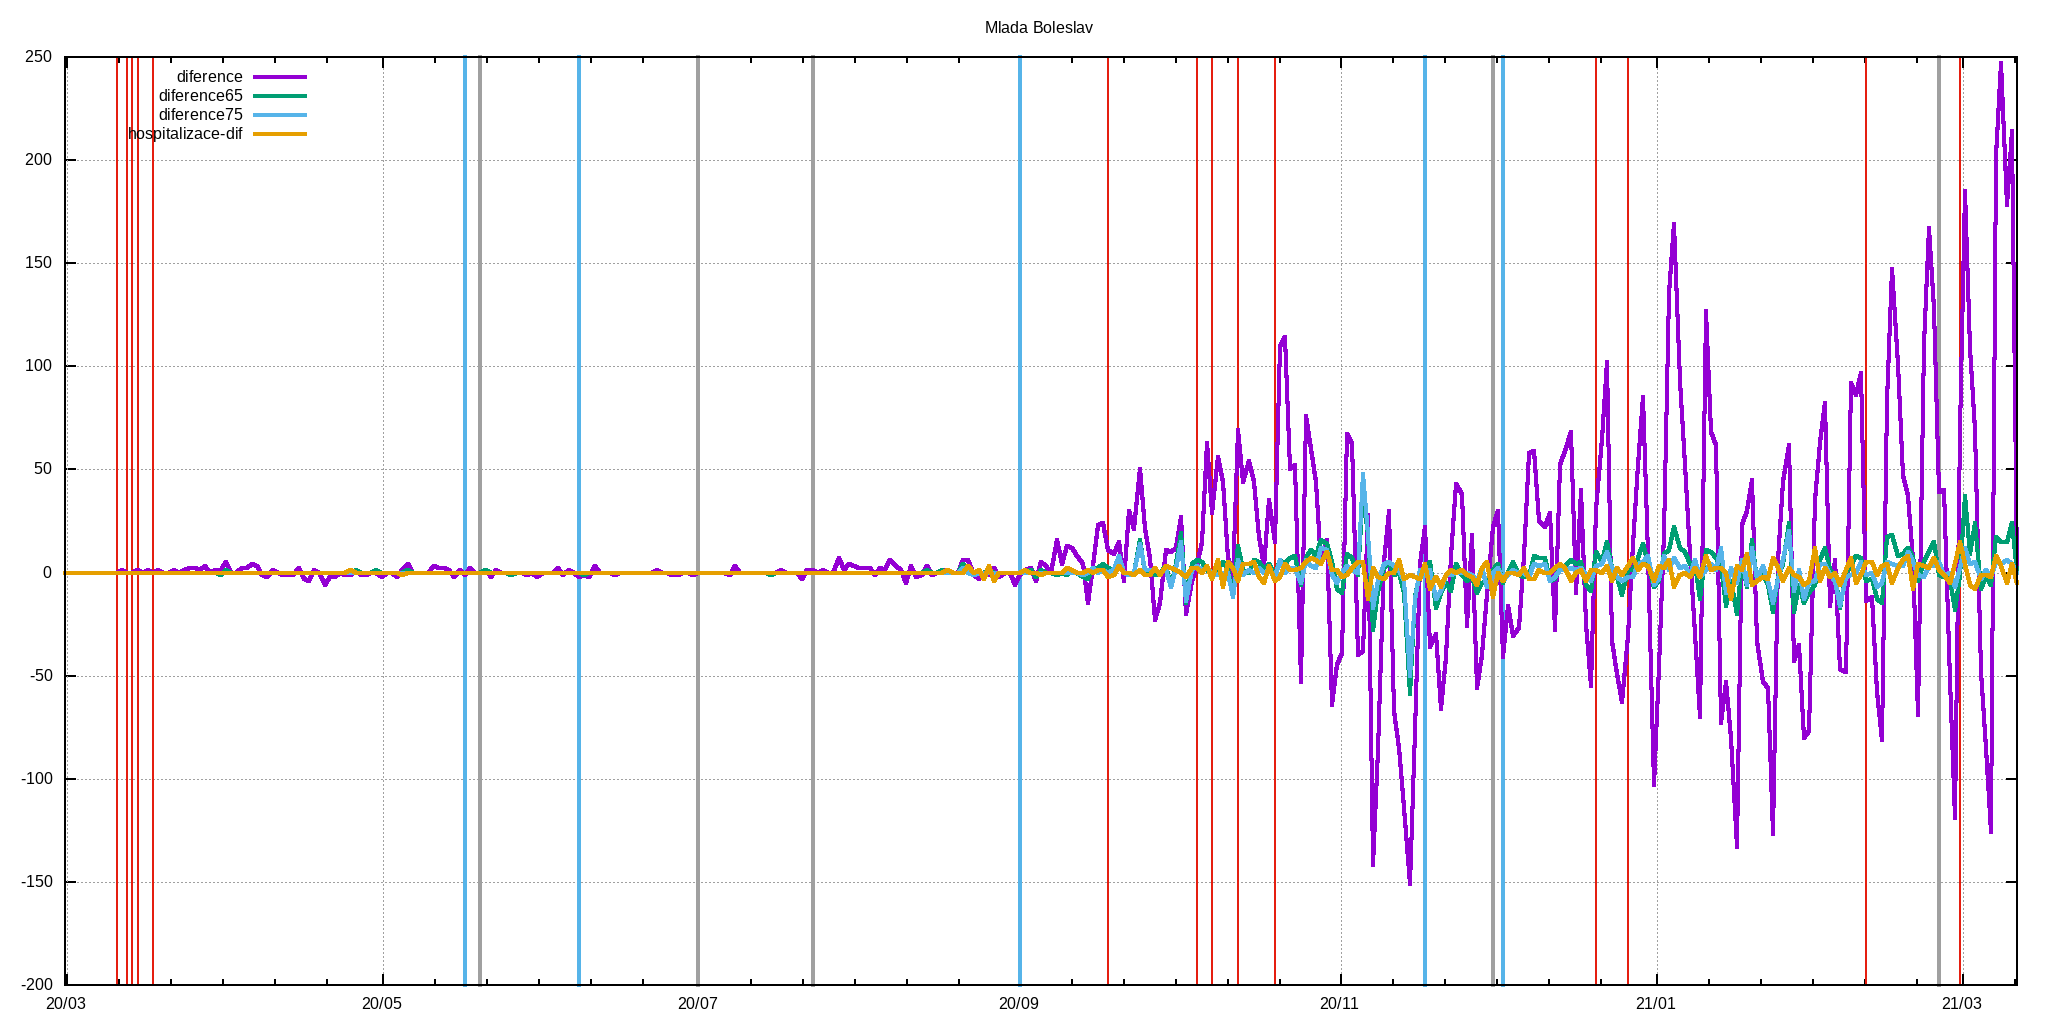 Mlada Boleslav
diference
diference65
diference75
hospitalizace-dif
250
200
150
100
50
0
-50
-100
-150
-200
20/03 20/05 20/07 20/09 20/11 21/01 21/03